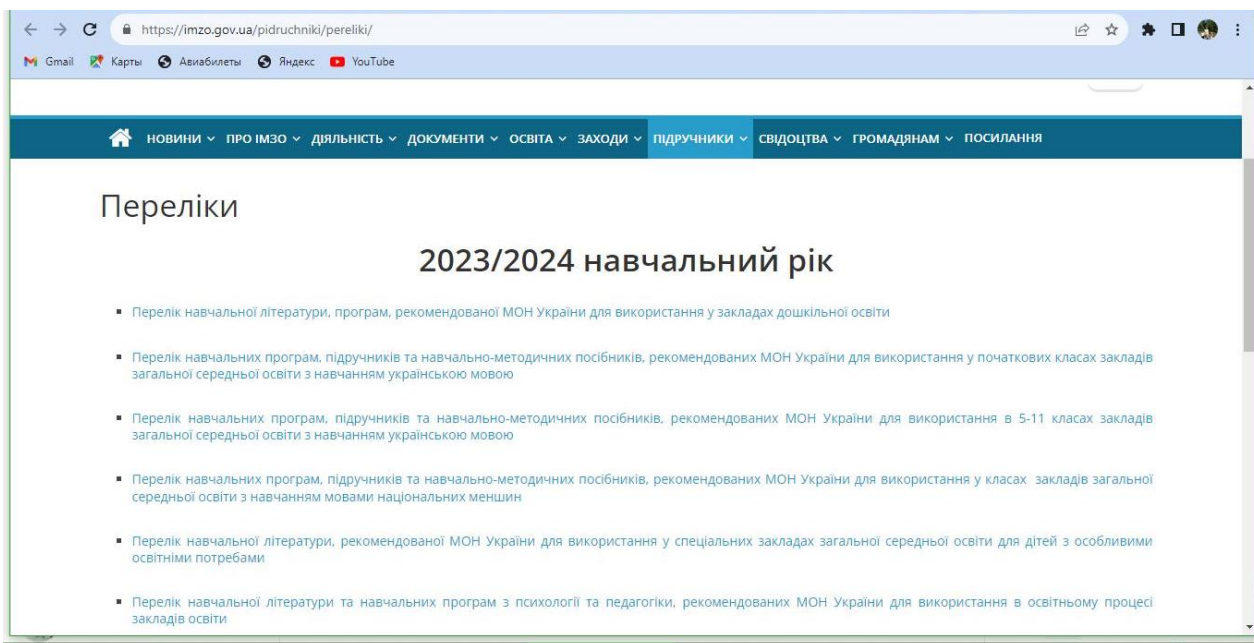 https://imzo.gov.ua/pidruchniki/pereliki/
Gmail Карты Авиабилеты Яндекс YouTube
НОВИНИ ПРО ІМЗО ДІЯЛЬНІСТЬ ДОКУМЕНТИ ОСВІТА ЗАХОДИ ПІДРУЧНИКИ СВІДОЦТВА ГРОМАДЯНАМ ПОСИЛАННЯ
Переліки
2023/2024 навчальний рік
Перелік навчальної літератури, програм, рекомендованої МОН України для використання у закладах дошкільної освіти
Перелік навчальних програм, підручників та навчально-методичних посібників, рекомендованих МОН України для використання у початкових класах закладів
загальної середньої освіти з навчанням українською мовою
Перелік навчальних програм, підручників та навчально-методичних посібників, рекомендованих МОН України для використання в 5-11 класах закладів
загальної середньої освіти з навчанням українською мовою
Перелік навчальних програм, підручників та навчально-методичних посібників, рекомендованих МОН України для використання у класах закладів загальної
середньої освіти з навчанням мовами національних меншин
Перелік навчальної літератури, рекомендованої МОН України для використання у спеціальних закладах загальної середньої освіти для дітей з особливими
освітніми потребами
Перелік навчальної літератури та навчальних програм з психології та педагогіки, рекомендованих МОН України для використання в освітньому процесі
закладів освіти